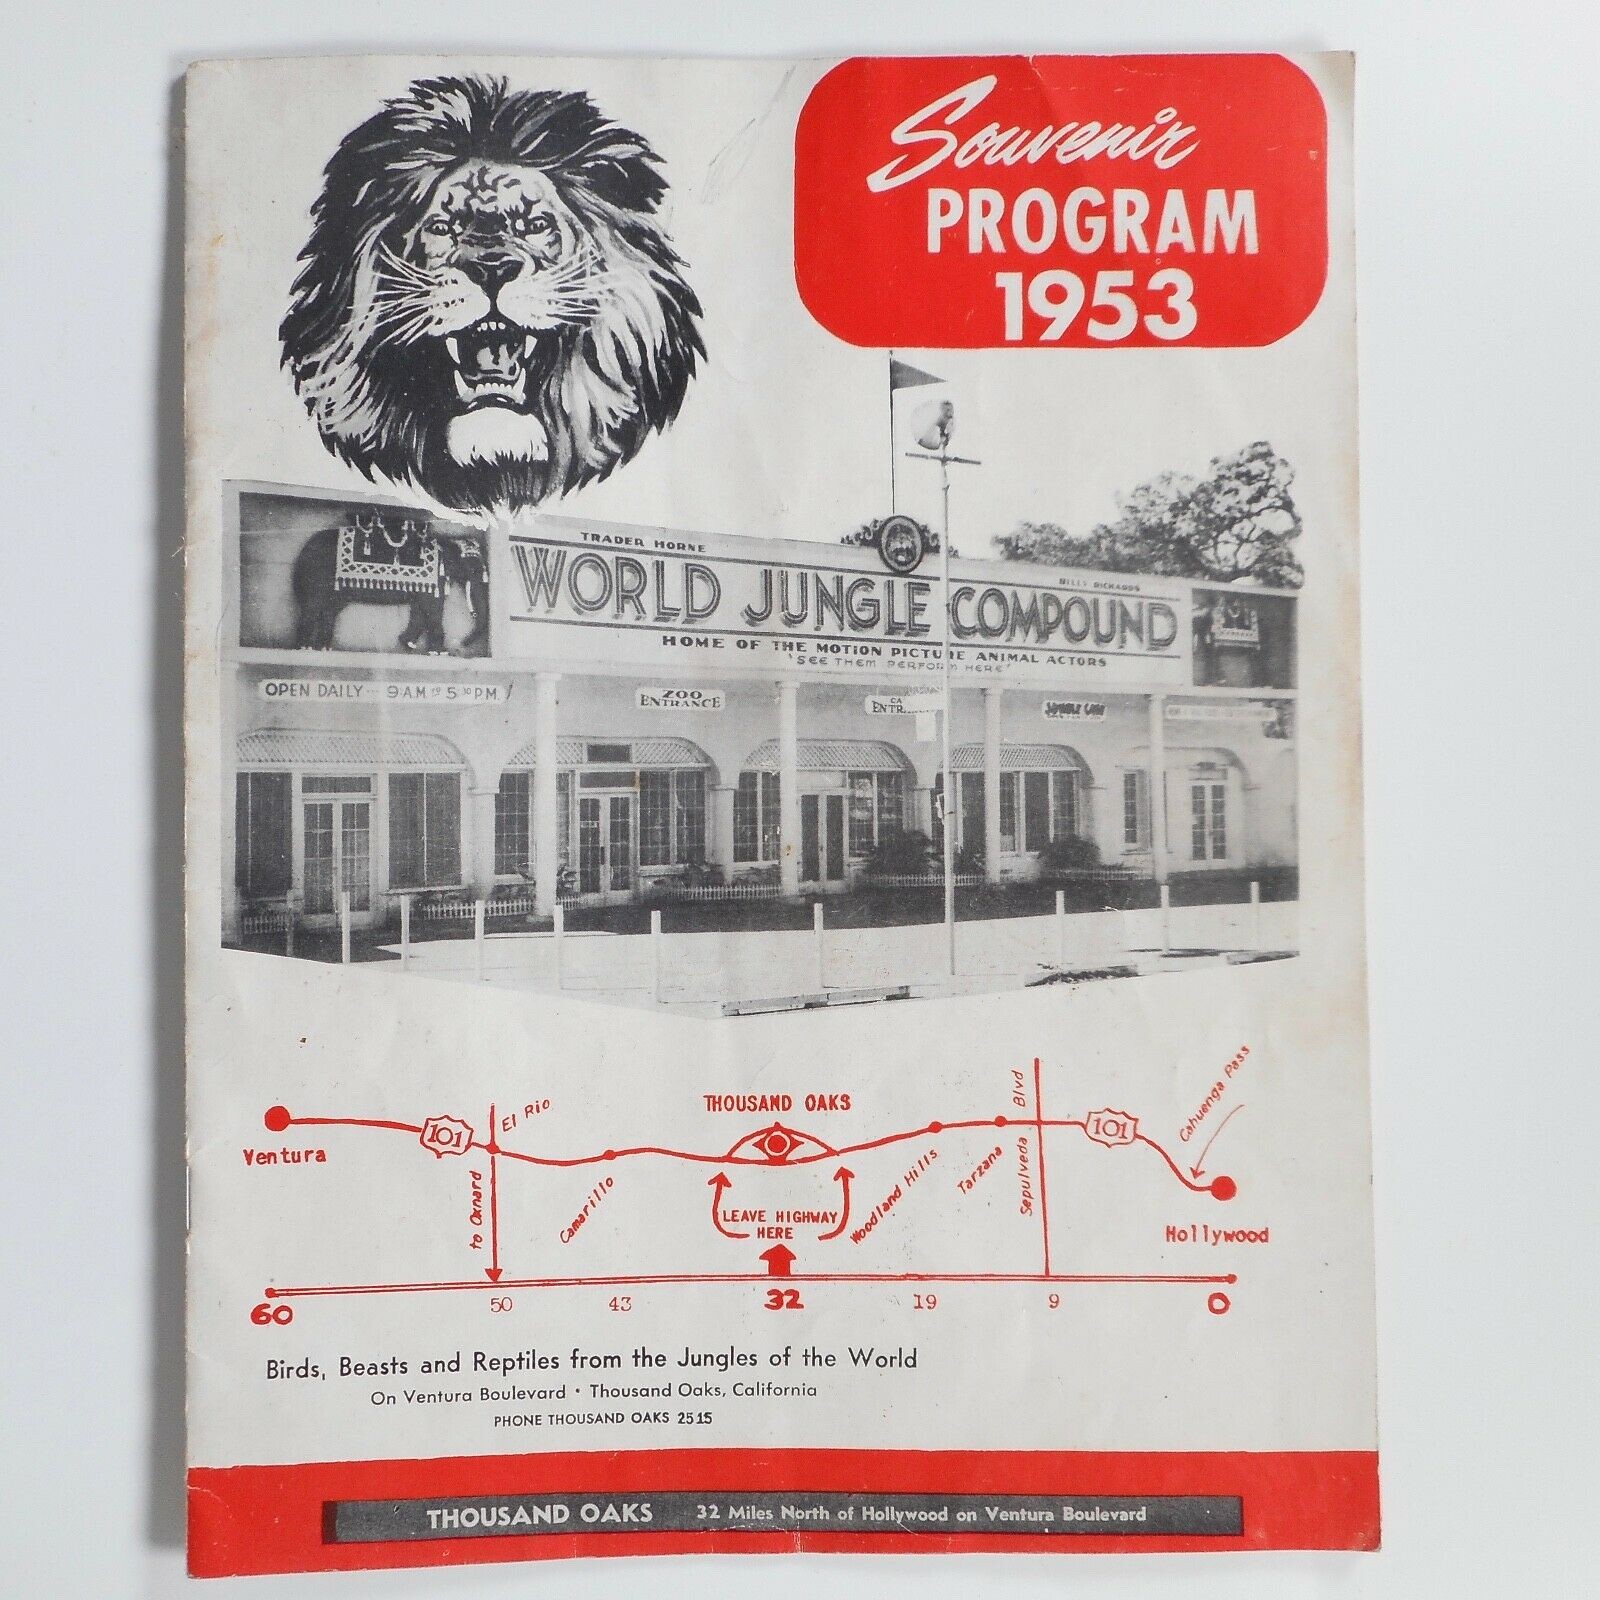 Souvenir
PROGRAM
1953
TRADER HORNE
BILLY RICHARDS
WORLD JUNGLE COMPOUND
HOME OF THE MOTION PICTURE ANIMAL ACTORS
"SEE THEM PERFORM HERE"
OPEN DAILY 9 AM TO 5:30 PM.
ZOO
ENTRANCE
JUNGLE
THOUSAND OAKS
Ventura
101
El Rio
to Oxnard
Camarillo
LEAVE HIGHWAY
HERE
Woodland Hills
Tarzana
Sepulveda Blvd
101
Cahuenga Pass
Hollywood
60 50 43 32 19 9 0
Birds, Beasts and Reptiles from the Jungles of the World
On Ventura Boulevard • Thousand Oaks, California
PHONE THOUSAND OAKS 2515
THOUSAND OAKS 32 Miles North of Hollywood on Ventura Boulevard